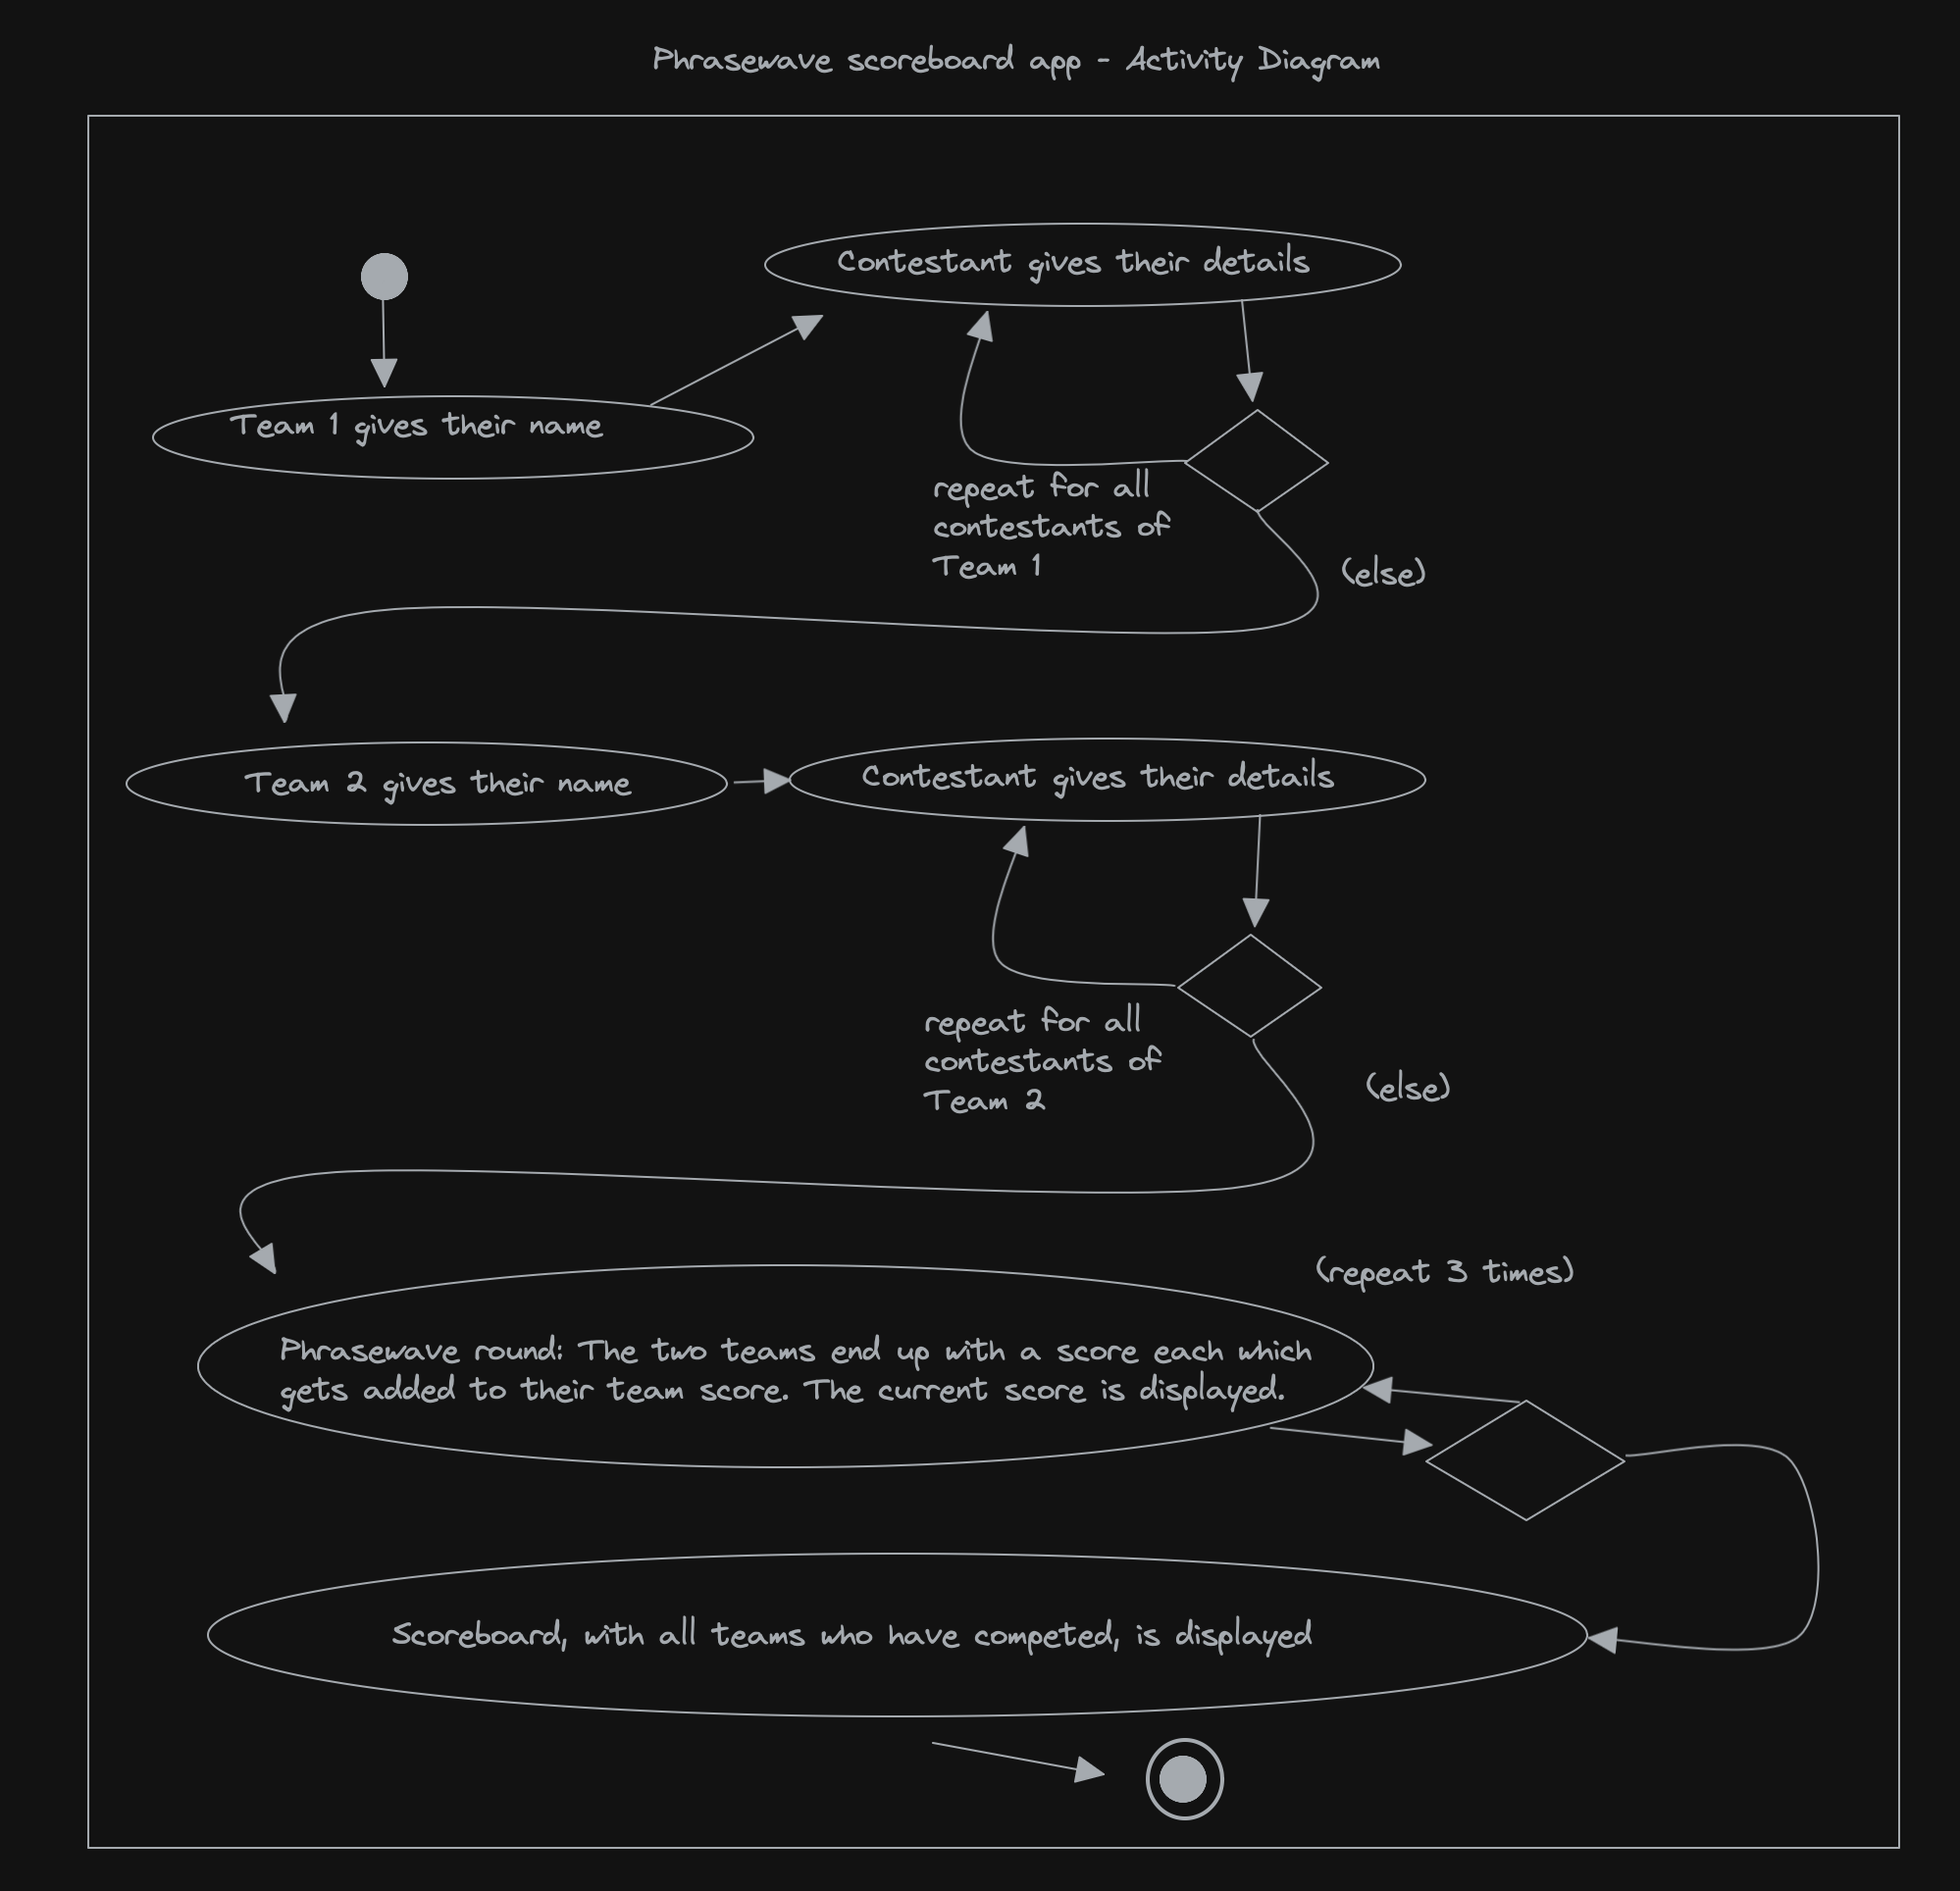 Phrasewave scoreboard app - Activity Diagram
Contestant gives their details
Team 1 gives their name
repeat for all
contestants of
Team 1
(else)
Team 2 gives their name
Contestant gives their details
repeat for all
contestants of
Team 2
(else)
(repeat 3 times)
Phrasewave round: The two teams end up with a score each which
gets added to their team score. The current score is displayed.
Scoreboard, with all teams who have competed, is displayed